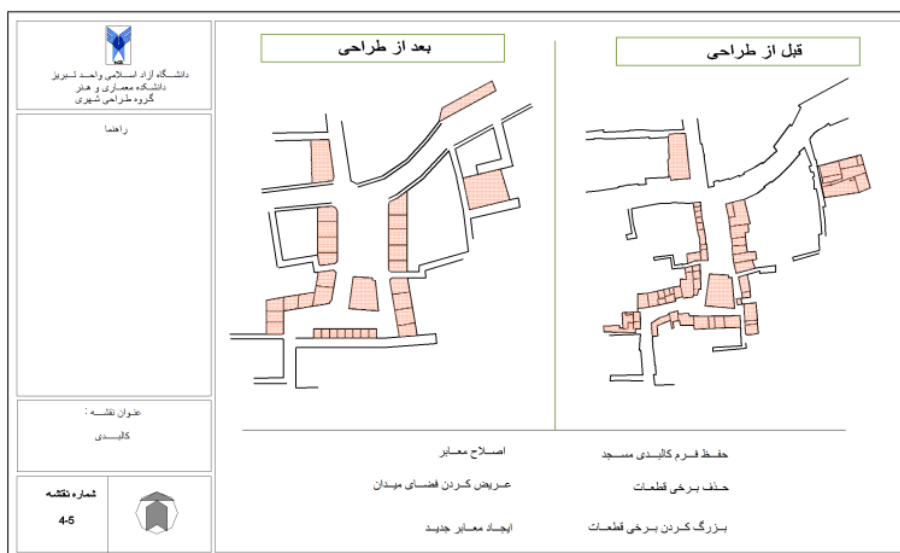 دانشگاه آزاد اسلامی واحد تبریز
دانشکده معماری و هنر
گروه طراحی شهری
راهنما
عنوان نقشه :
کالبدی
شماره نقشه
4-5
قبل از طراحی
بعد از طراحی
حفظ فرم کالبدی مسجد
حذف برخی قطعات
بزرگ کردن برخی قطعات
اصلاح معابر
عریض کردن فضای میدان
ایجاد معابر جدید